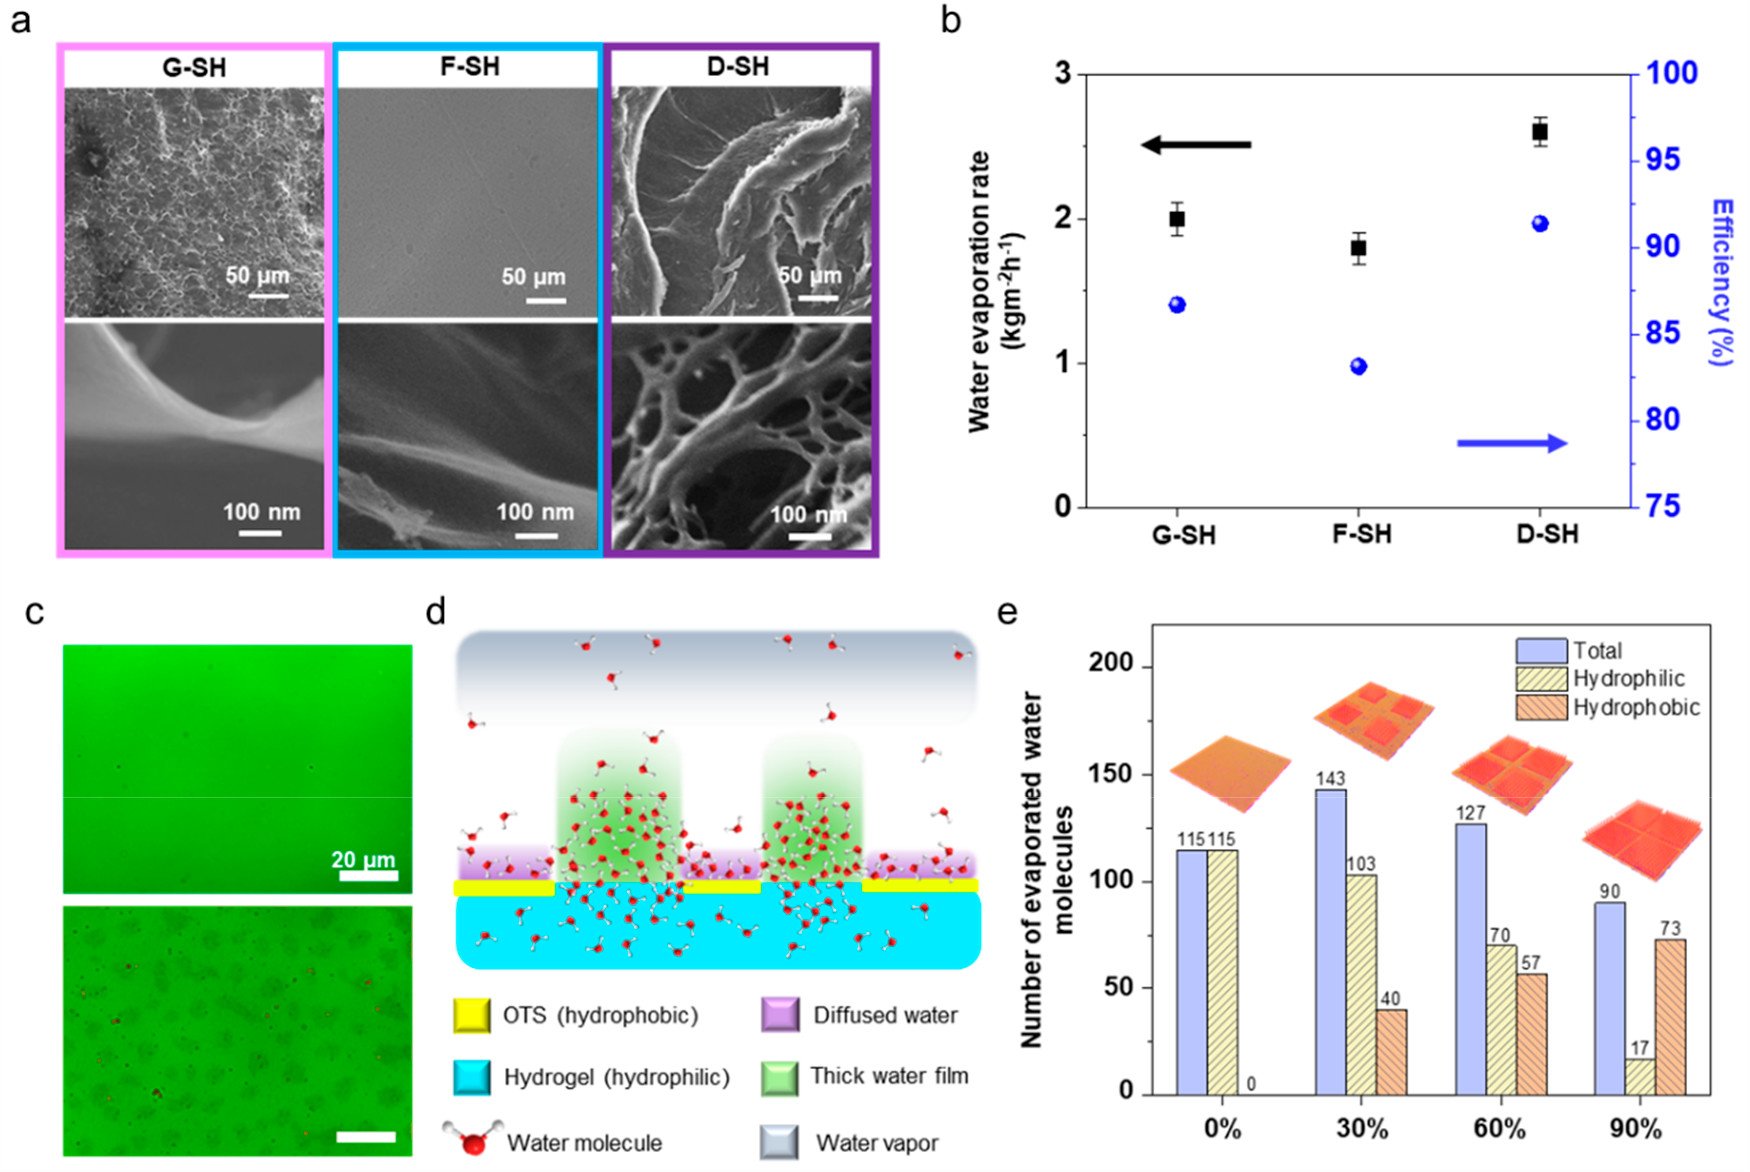 a
G-SH
F-SH
D-SH
50 μm
50 μm
50 μm
100 nm
100 nm
100 nm
b
Water evaporation rate
(kgm-2h-1)
3
2
1
0
100
95
90
85
80
75
Efficiency (%)
G-SH
F-SH
D-SH
c
20 μm
d
OTS (hydrophobic)
Diffused water
Hydrogel (hydrophilic)
Thick water film
Water molecule
Water vapor
e
Number of evaporated water
molecules
200
150
100
50
0
Total
Hydrophilic
Hydrophobic
115
115
0
143
103
40
127
70
57
90
17
73
0%
30%
60%
90%